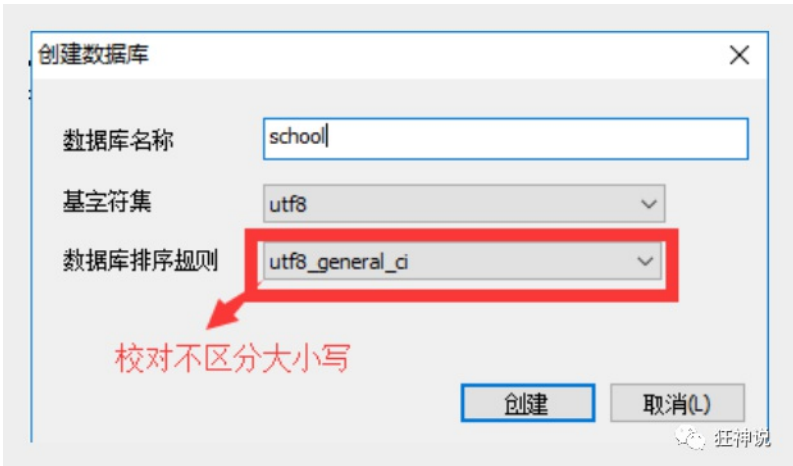 创建数据库
数据库名称
school
基字符集
utf8
数据库排序规则
utf8_general_ci
校对不区分大小写
创建
取消(L)
狂神说